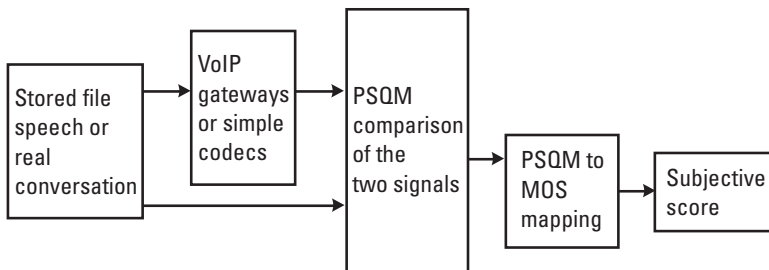 Stored file
speech or
real
conversation
VoIP
gateways
or simple
codecs
PSQM
comparison
of the
two signals
PSQM to
MOS
mapping
Subjective
score